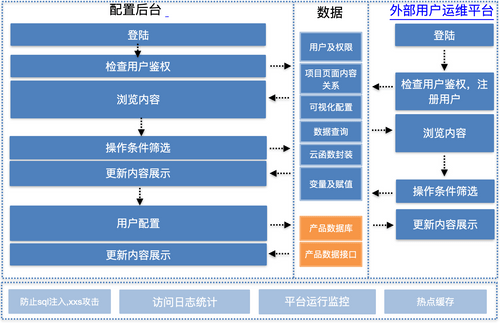 配置后台
登陆
检查用户鉴权
浏览内容
操作条件筛选
更新内容展示
用户配置
更新内容展示
数据
用户及权限
项目页面内容
关系
可视化配置
数据查询
云函数封装
变量及赋值
产品数据库
产品数据接口
外部用户运维平台
登陆
检查用户鉴权，注
册用户
浏览内容
操作条件筛选
更新内容展示
防止sql注入,xxs攻击
访问日志统计
平台运行监控
热点缓存